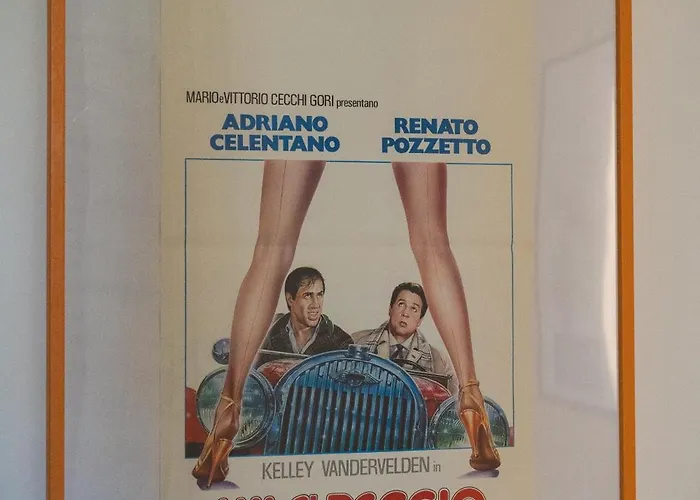 MARIO e VITTORIO CECCHI GORI presentano
ADRIANO RENATO
CELENTANO POZZETTO
KELLEY VANDERVELDEN in